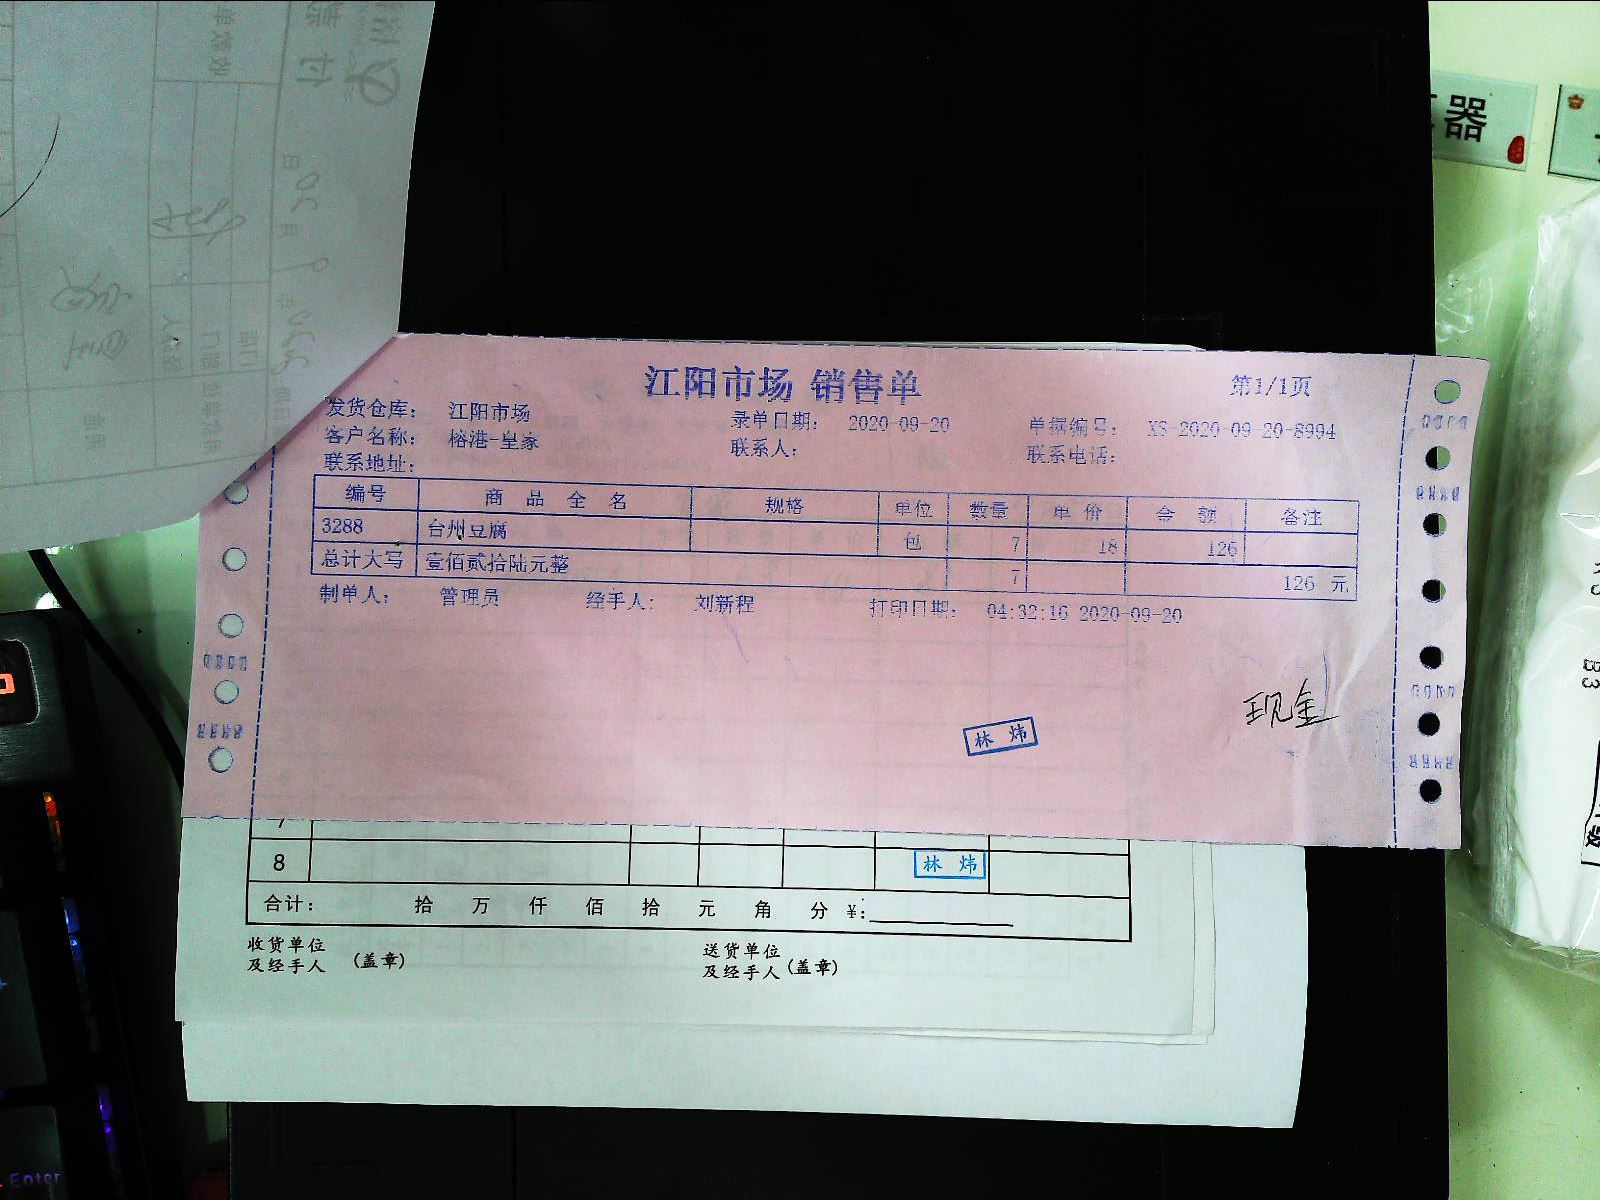 江阳市场 销售单
第1/1页
发货仓库： 江阳市场 录单日期： 2020-09-20 单据编号： XS-2020-09-20-8994
客户名称： 榕港-皇家 联系人： 联系电话：
联系地址：
编号 商品全名 规格 单位 数量 单价 金额 备注
3288 台州豆腐 包 7 18 126
总计大写 壹佰贰拾陆元整 7 126 元
制单人： 管理员 经手人： 刘新程 打印日期： 04:32:16 2020-09-20
现金
林炜
7
8 林炜
合计： 拾 万 仟 佰 拾 元 角 分 ¥:
收货单位
及经手人 (盖章)
送货单位
及经手人 (盖章)
器
Enter